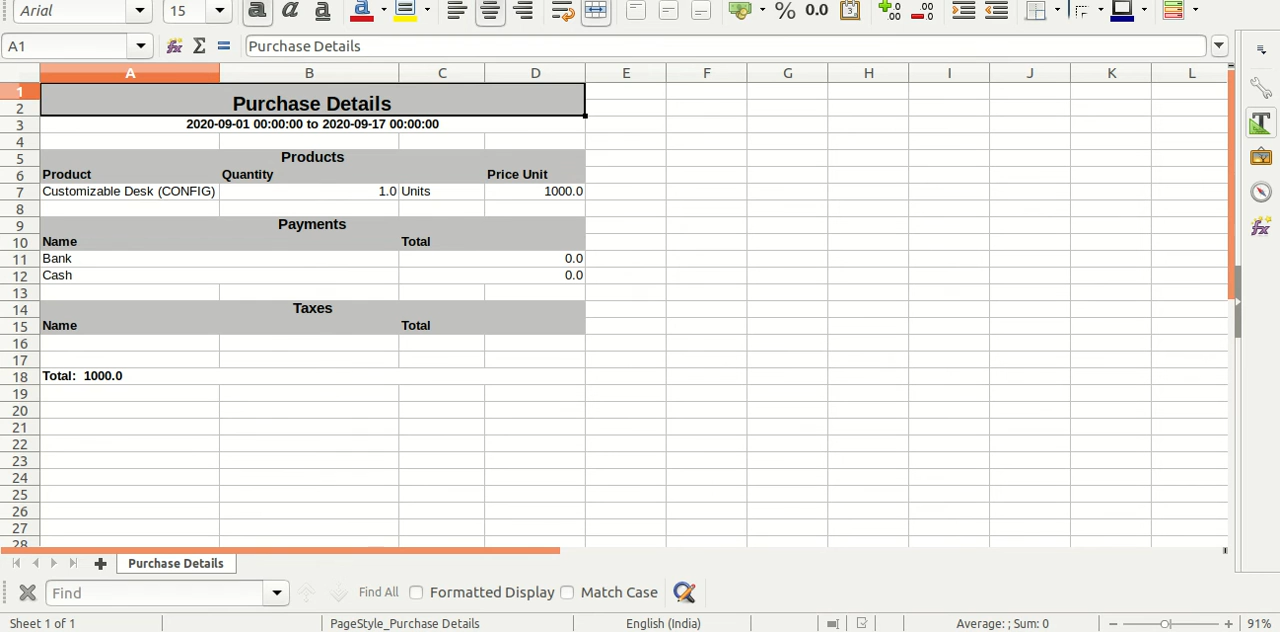 Arial 15 a a a a % 0.0 .00 .00
A1 Purchase Details
A B C D E F G H I J K L
1
2 Purchase Details
3 2020-09-01 00:00:00 to 2020-09-17 00:00:00
4
5 Products
6 Product Quantity Price Unit
7 Customizable Desk (CONFIG) 1.0 Units 1000.0
8
9 Payments
10 Name Total
11 Bank 0.0
12 Cash 0.0
13
14 Taxes
15 Name Total
16
17
18 Total: 1000.0
19
20
21
22
23
24
25
26
27
28
Purchase Details
Find Find All Formatted Display Match Case
Sheet 1 of 1 PageStyle_Purchase Details English (India) Average: ; Sum: 0 91%